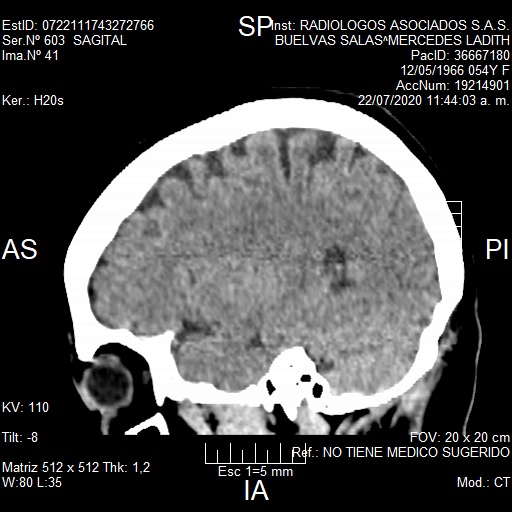 EstID: 0722111743272766
Ser.Nº 603 SAGITAL
Ima.Nº 41
Ker.: H20s
SP
Inst: RADIOLOGOS ASOCIADOS S.A.S.
BUELVAS SALAS^MERCEDES LADITH
PacID: 36667180
12/05/1966 054Y F
AccNum: 19214901
22/07/2020 11:44:03 a. m.
AS
PI
KV: 110
Tilt: -8
Matriz 512 x 512 Thk: 1,2
W:80 L:35
Esc 1=5 mm
IA
FOV: 20 x 20 cm
Ref.: NO TIENE MEDICO SUGERIDO
Mod.: CT